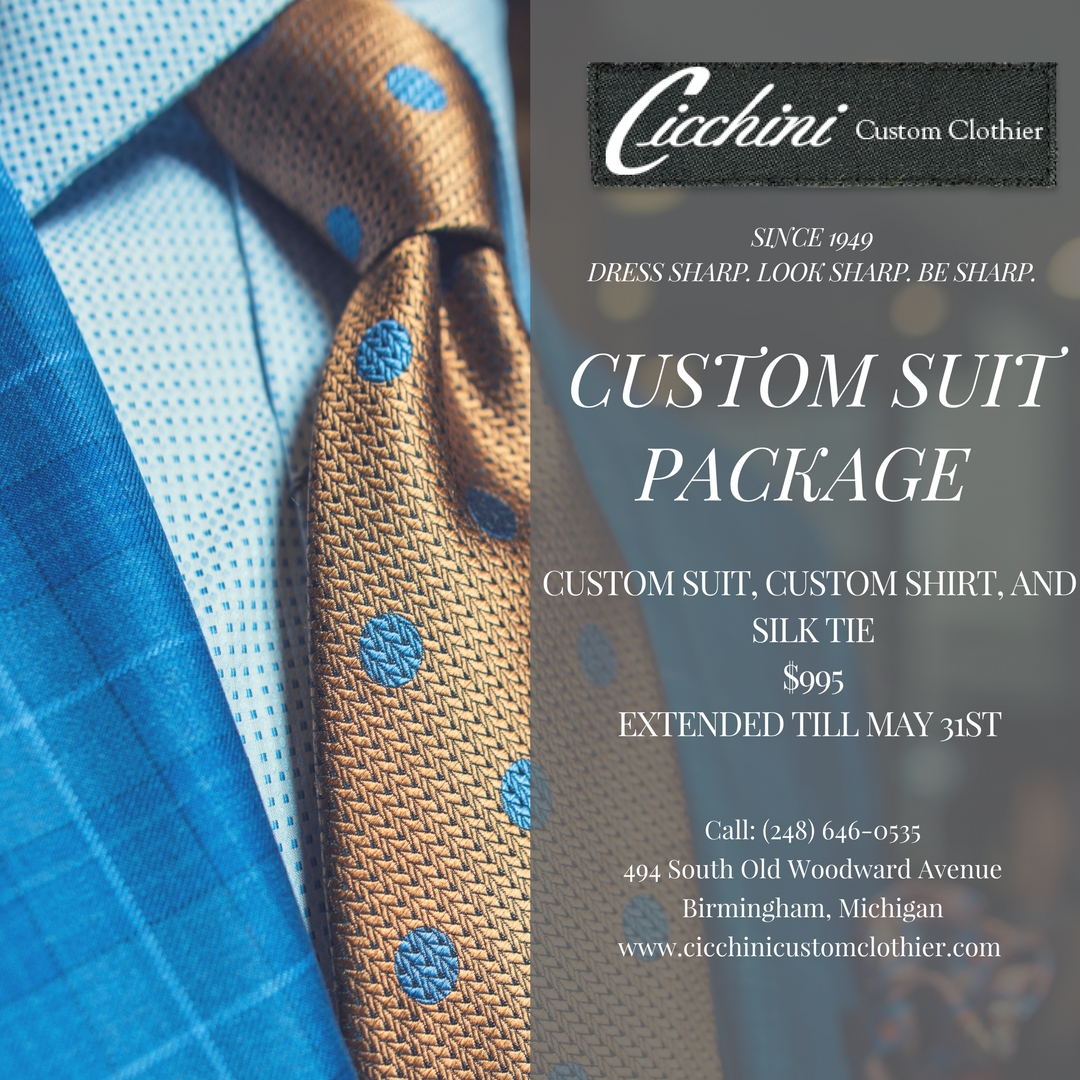 Cicchini Custom Clothier
SINCE 1949
DRESS SHARP. LOOK SHARP. BE SHARP.
CUSTOM SUIT
PACKAGE
CUSTOM SUIT, CUSTOM SHIRT, AND
SILK TIE
$995
EXTENDED TILL MAY 31ST
Call: (248) 646-0535
494 South Old Woodward Avenue
Birmingham, Michigan
www.cicchinicustomclothier.com